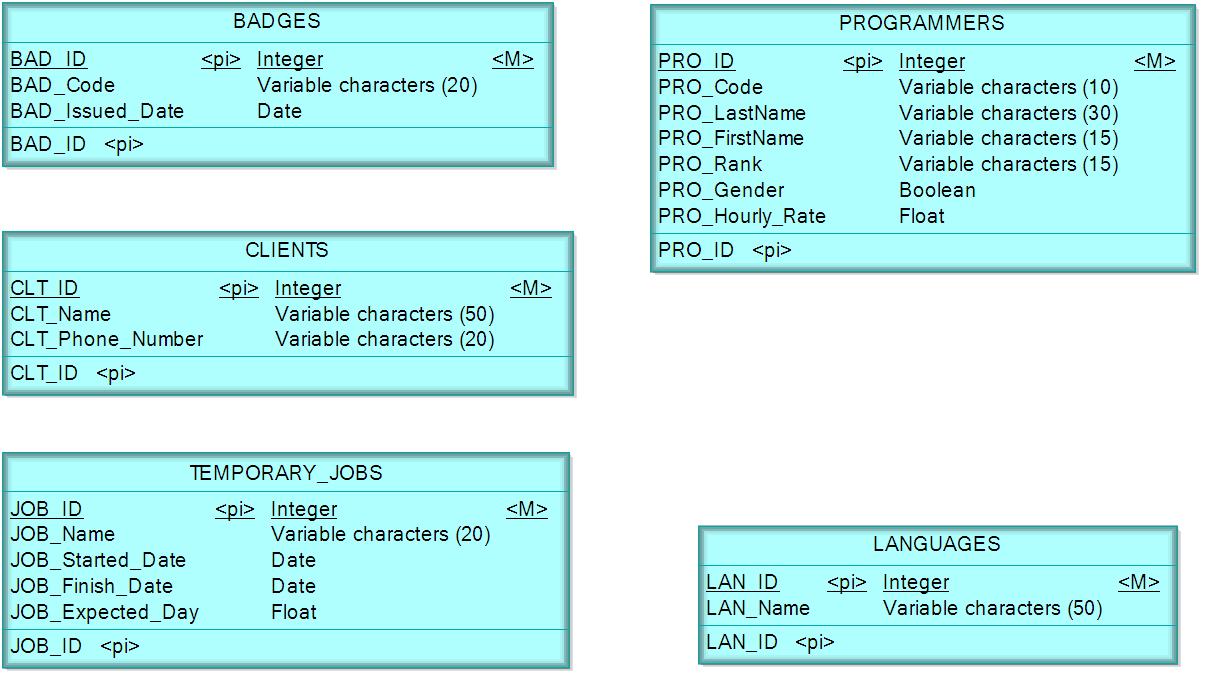 BADGES
BAD_ID <pi> Integer <M>
BAD_Code Variable characters (20)
BAD_Issued_Date Date
BAD_ID <pi>
PROGRAMMERS
PRO_ID <pi> Integer <M>
PRO_Code Variable characters (10)
PRO_LastName Variable characters (30)
PRO_FirstName Variable characters (15)
PRO_Rank Variable characters (15)
PRO_Gender Boolean
PRO_Hourly_Rate Float
PRO_ID <pi>
CLIENTS
CLT_ID <pi> Integer <M>
CLT_Name Variable characters (50)
CLT_Phone_Number Variable characters (20)
CLT_ID <pi>
TEMPORARY_JOBS
JOB_ID <pi> Integer <M>
JOB_Name Variable characters (20)
JOB_Started_Date Date
JOB_Finish_Date Date
JOB_Expected_Day Float
JOB_ID <pi>
LANGUAGES
LAN_ID <pi> Integer <M>
LAN_Name Variable characters (50)
LAN_ID <pi>